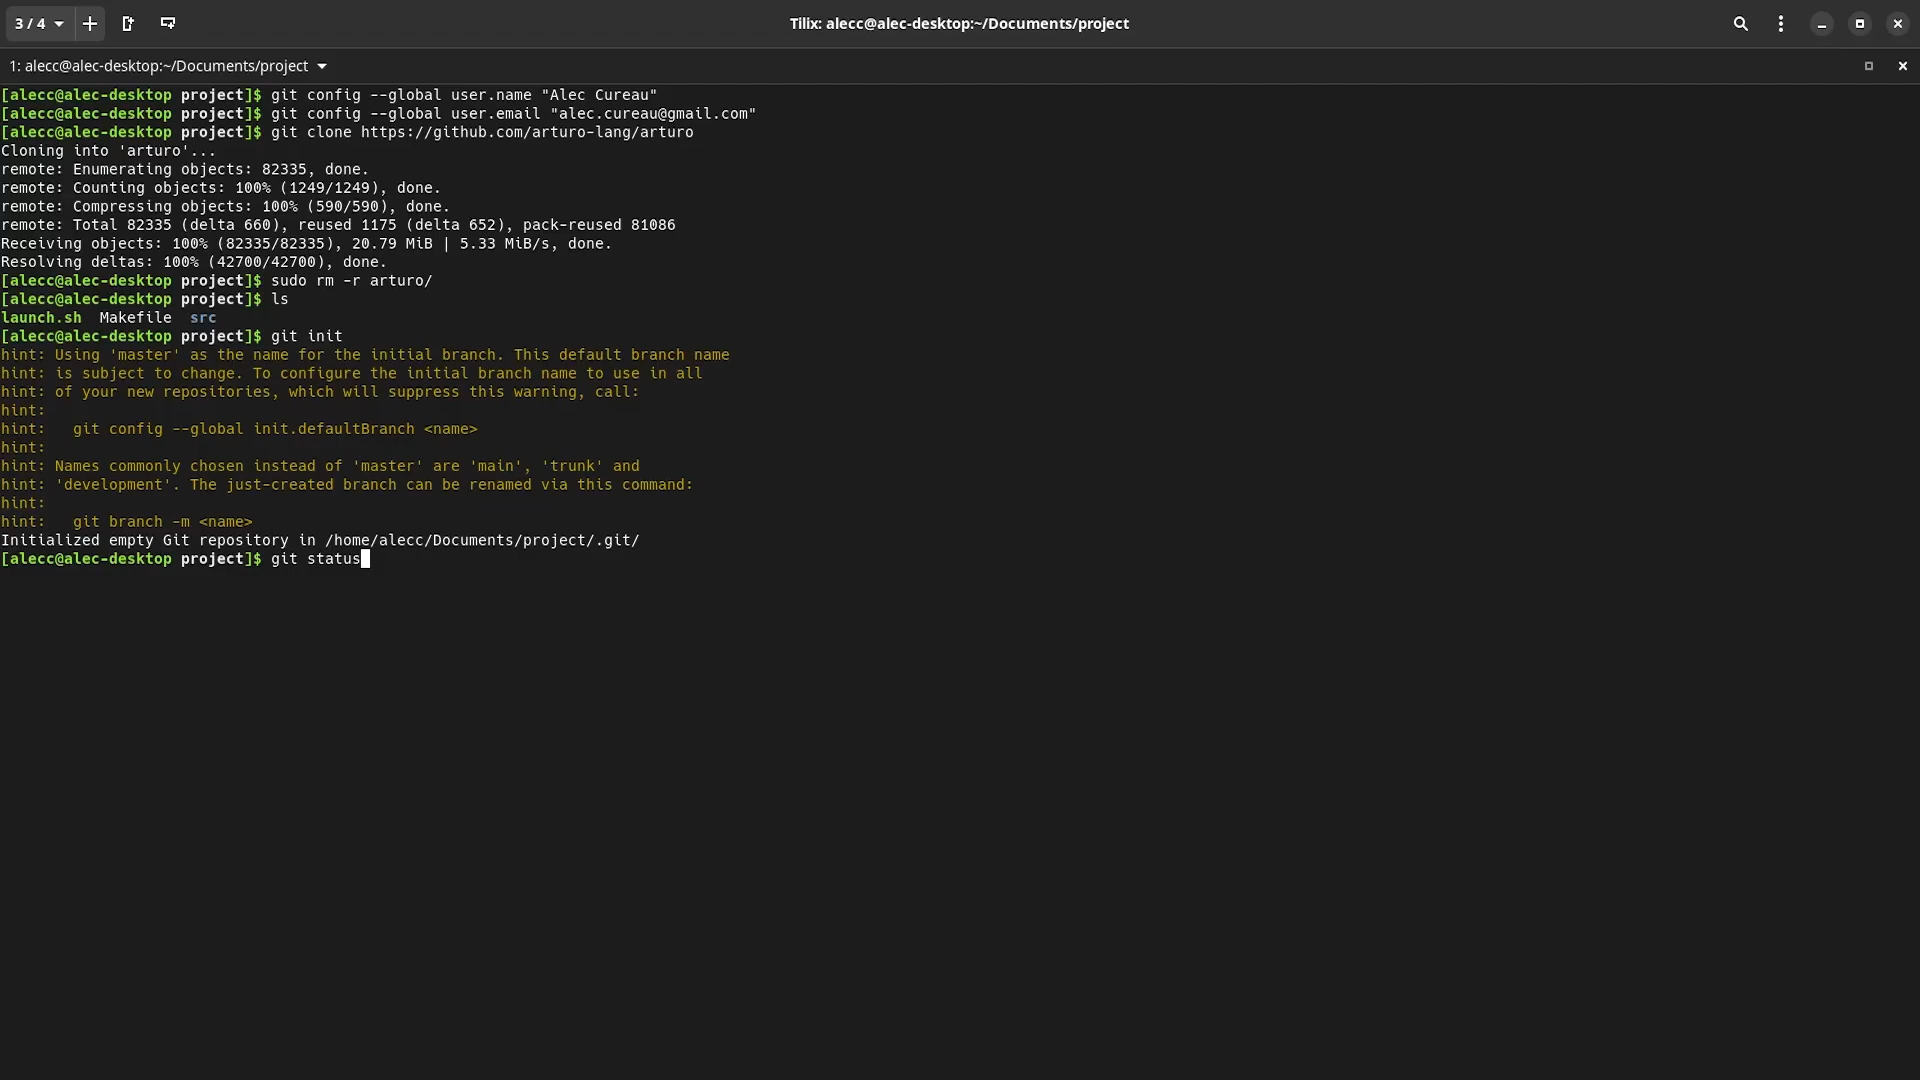 3 / 4
Tilix: alecc@alec-desktop:~/Documents/project
1: alecc@alec-desktop:~/Documents/project
[alecc@alec-desktop project]$ git config --global user.name "Alec Cureau"
[alecc@alec-desktop project]$ git config --global user.email "alec.cureau@gmail.com"
[alecc@alec-desktop project]$ git clone https://github.com/arturo-lang/arturo
Cloning into 'arturo'...
remote: Enumerating objects: 82335, done.
remote: Counting objects: 100% (1249/1249), done.
remote: Compressing objects: 100% (590/590), done.
remote: Total 82335 (delta 660), reused 1175 (delta 652), pack-reused 81086
Receiving objects: 100% (82335/82335), 20.79 MiB | 5.33 MiB/s, done.
Resolving deltas: 100% (42700/42700), done.
[alecc@alec-desktop project]$ sudo rm -r arturo/
[alecc@alec-desktop project]$ ls
launch.sh  Makefile  src
[alecc@alec-desktop project]$ git init
hint: Using 'master' as the name for the initial branch. This default branch name
hint: is subject to change. To configure the initial branch name to use in all
hint: of your new repositories, which will suppress this warning, call:
hint:
hint:   git config --global init.defaultBranch <name>
hint:
hint: Names commonly chosen instead of 'master' are 'main', 'trunk' and
hint: 'development'. The just-created branch can be renamed via this command:
hint:
hint:   git branch -m <name>
Initialized empty Git repository in /home/alecc/Documents/project/.git/
[alecc@alec-desktop project]$ git status